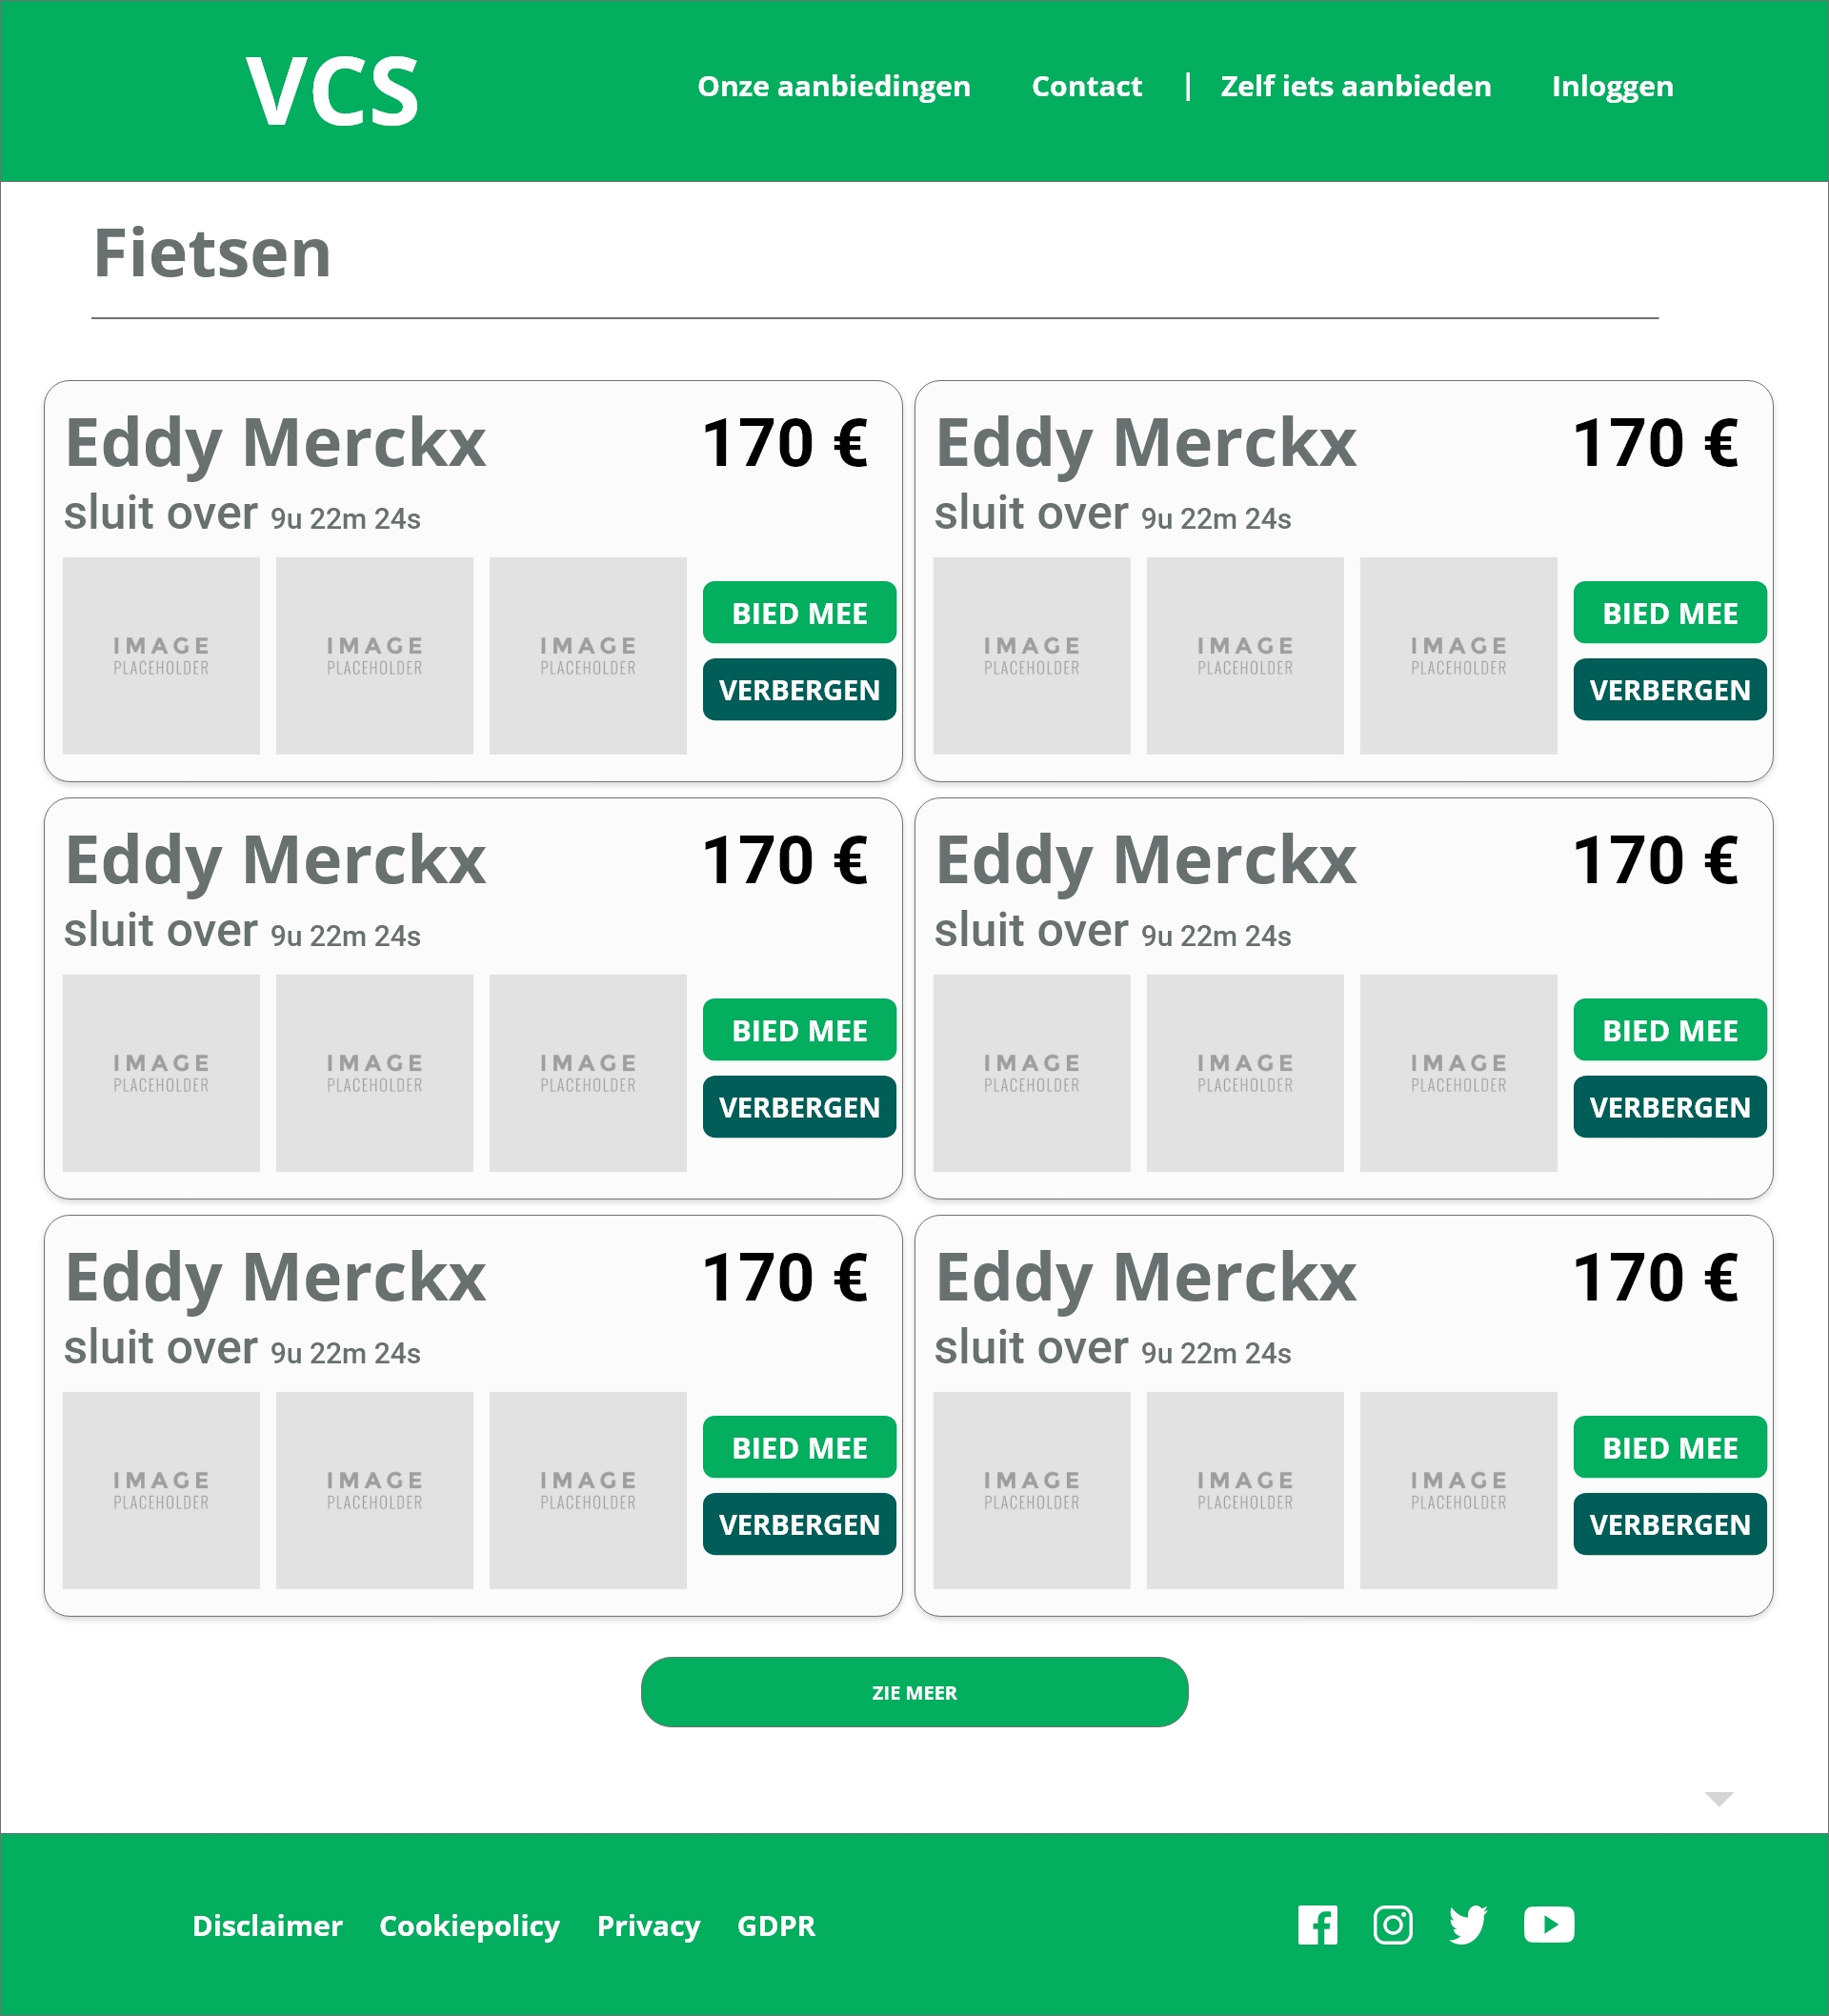 VCS
Onze aanbiedingen Contact | Zelf iets aanbieden Inloggen
Fietsen
Eddy Merckx 170 €
sluit over 9u 22m 24s
IMAGE PLACEHOLDER
IMAGE PLACEHOLDER
IMAGE PLACEHOLDER
BIED MEE
VERBERGEN
Eddy Merckx 170 €
sluit over 9u 22m 24s
IMAGE PLACEHOLDER
IMAGE PLACEHOLDER
IMAGE PLACEHOLDER
BIED MEE
VERBERGEN
Eddy Merckx 170 €
sluit over 9u 22m 24s
IMAGE PLACEHOLDER
IMAGE PLACEHOLDER
IMAGE PLACEHOLDER
BIED MEE
VERBERGEN
Eddy Merckx 170 €
sluit over 9u 22m 24s
IMAGE PLACEHOLDER
IMAGE PLACEHOLDER
IMAGE PLACEHOLDER
BIED MEE
VERBERGEN
Eddy Merckx 170 €
sluit over 9u 22m 24s
IMAGE PLACEHOLDER
IMAGE PLACEHOLDER
IMAGE PLACEHOLDER
BIED MEE
VERBERGEN
Eddy Merckx 170 €
sluit over 9u 22m 24s
IMAGE PLACEHOLDER
IMAGE PLACEHOLDER
IMAGE PLACEHOLDER
BIED MEE
VERBERGEN
ZIE MEER
Disclaimer Cookiepolicy Privacy GDPR